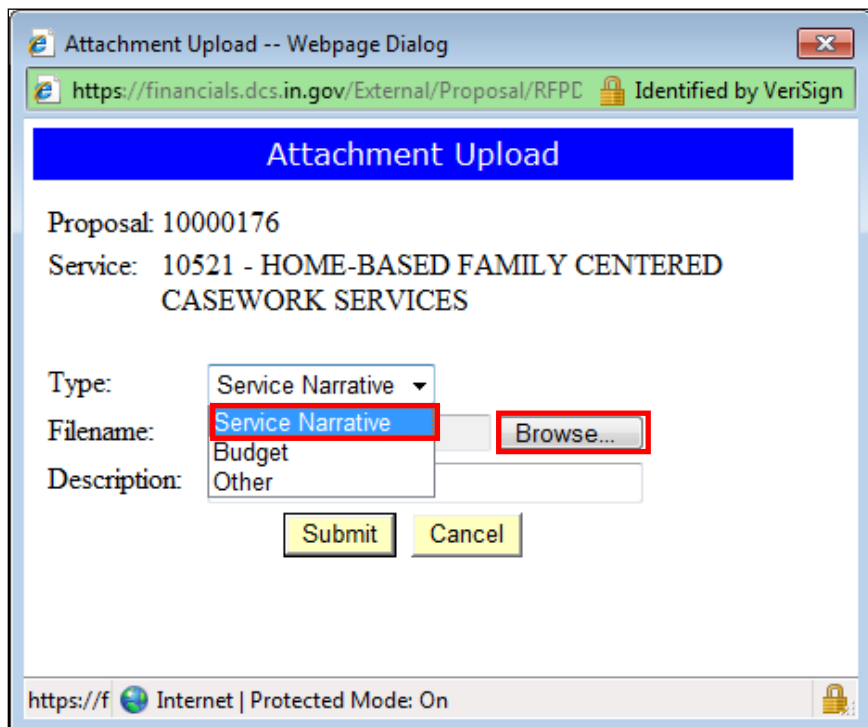 Attachment Upload -- Webpage Dialog
https://financials.dcs.in.gov/External/Proposal/RFPD Identified by VeriSign
Attachment Upload
Proposal: 10000176
Service: 10521 - HOME-BASED FAMILY CENTERED
CASEWORK SERVICES
Type: Service Narrative
Filename: Service Narrative Browse...
Budget
Description: Other
Submit Cancel
https://f Internet | Protected Mode: On